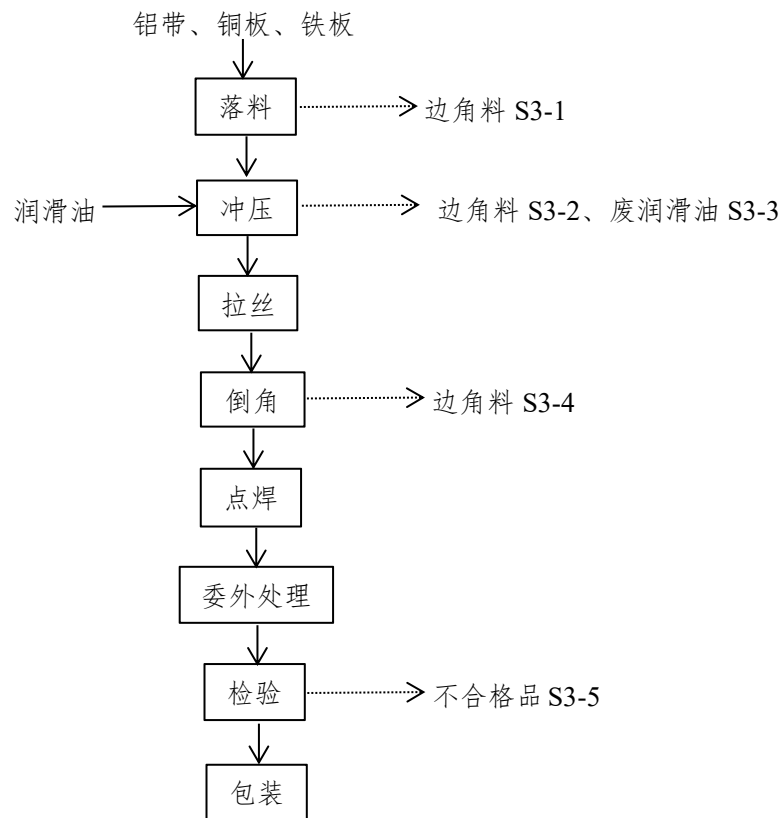 铝带、铜板、铁板
落料
边角料 S3-1
润滑油
冲压
边角料 S3-2、废润滑油 S3-3
拉丝
倒角
边角料 S3-4
点焊
委外处理
检验
不合格品 S3-5
包装